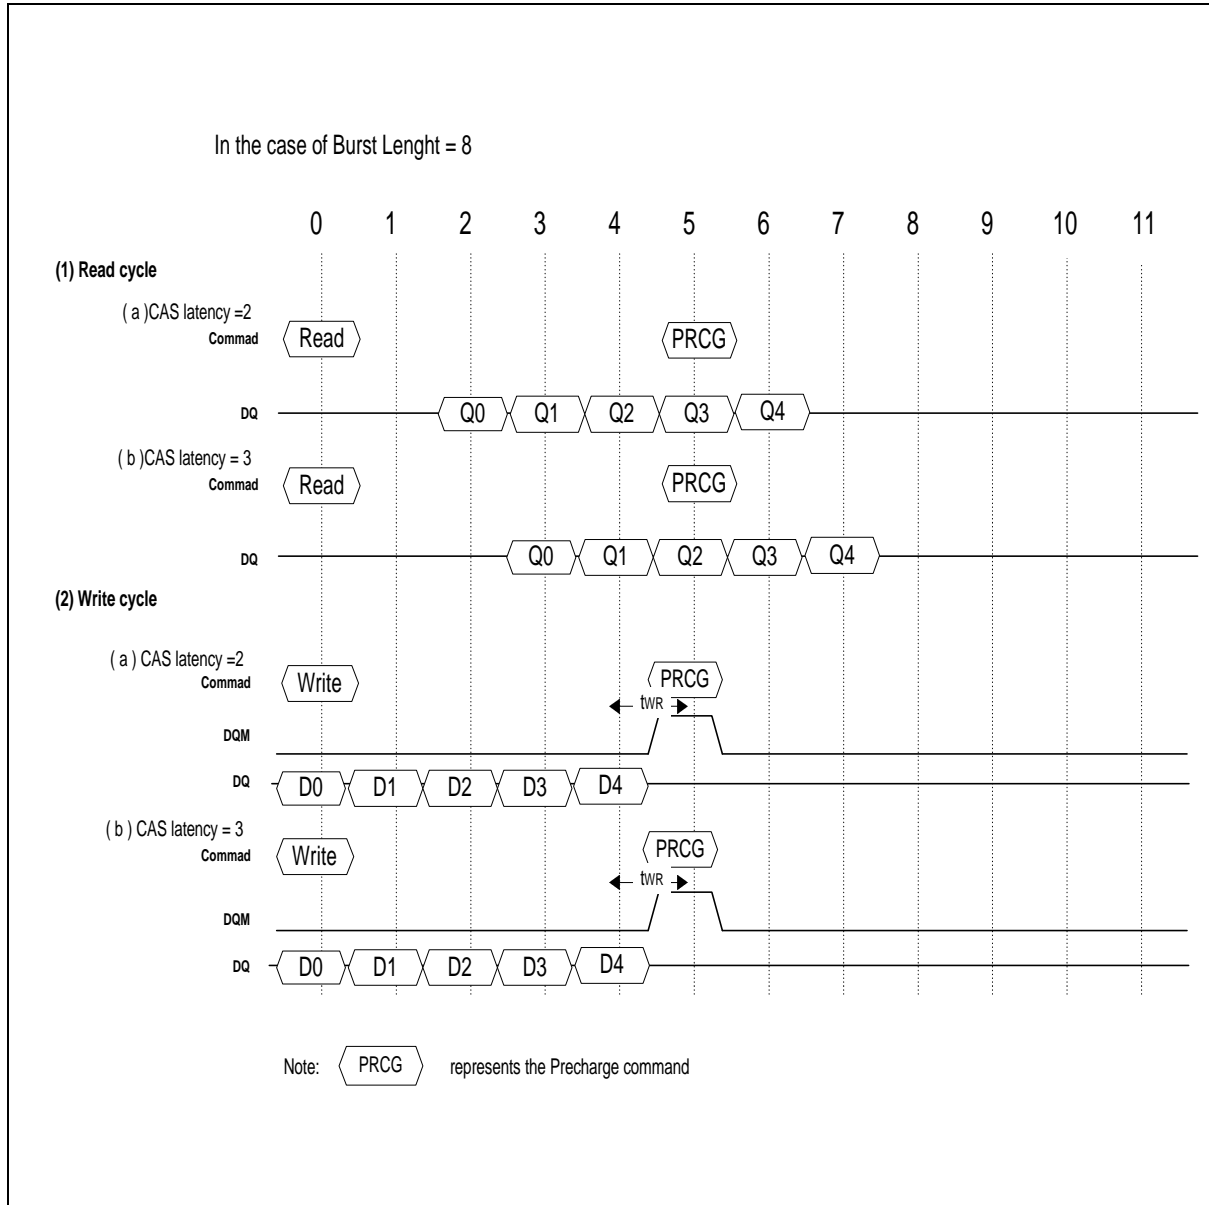 In the case of Burst Lenght = 8
0 1 2 3 4 5 6 7 8 9 10 11
(1) Read cycle
( a )CAS latency =2
Commad Read PRCG
DQ Q0 Q1 Q2 Q3 Q4
( b )CAS latency = 3
Commad Read PRCG
DQ Q0 Q1 Q2 Q3 Q4
(2) Write cycle
( a ) CAS latency =2
Commad Write PRCG
tWR
DQM
DQ D0 D1 D2 D3 D4
( b ) CAS latency = 3
Commad Write PRCG
tWR
DQM
DQ D0 D1 D2 D3 D4
Note: PRCG represents the Precharge command